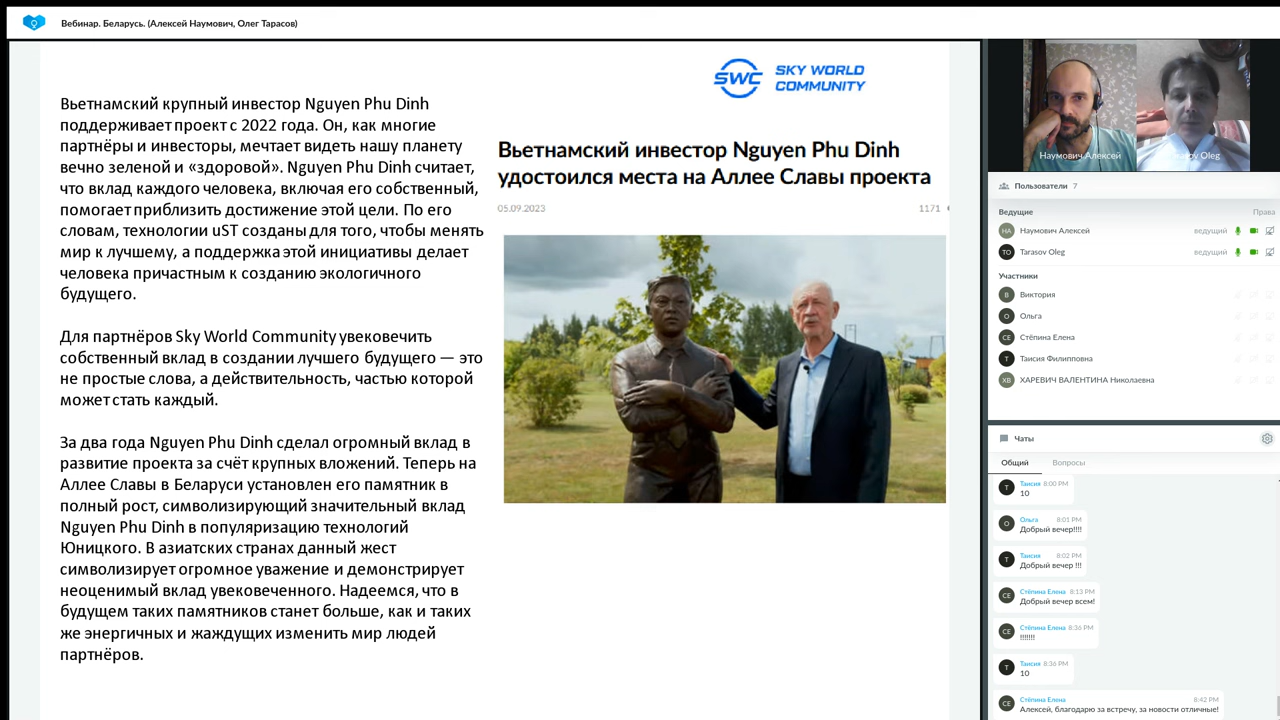 Вебинар. Беларусь. (Алексей Наумович, Олег Тарасов)
SWC SKY WORLD
COMMUNITY
Вьетнамский крупный инвестор Nguyen Phu Dinh
поддерживает проект с 2022 года. Он, как многие
партнёры и инвесторы, мечтает видеть нашу планету
вечно зеленой и «здоровой». Nguyen Phu Dinh считает,
что вклад каждого человека, включая его собственный,
помогает приблизить достижение этой цели. По его
словам, технологии uST созданы для того, чтобы менять
мир к лучшему, а поддержка этой инициативы делает
человека причастным к созданию экологичного
будущего.
Для партнёров Sky World Community увековечить
собственный вклад в создании лучшего будущего — это
не простые слова, а действительность, частью которой
может стать каждый.
За два года Nguyen Phu Dinh сделал огромный вклад в
развитие проекта за счёт крупных вложений. Теперь на
Аллее Славы в Беларуси установлен его памятник в
полный рост, символизирующий значительный вклад
Nguyen Phu Dinh в популяризацию технологий
Юницкого. В азиатских странах данный жест
символизирует огромное уважение и демонстрирует
неоценимый вклад увековеченного. Надеемся, что в
будущем таких памятников станет больше, как и таких
же энергичных и жаждущих изменить мир людей
партнёров.
Вьетнамский инвестор Nguyen Phu Dinh
удостоился места на Аллее Славы проекта
05.09.2023 1171
Наумович Алексей
Oleg
Пользователи 7
Ведущие Права
НА Наумович Алексей ведущий
TO Tarasov Oleg ведущий
Участники
В Виктория
О Ольга
СЕ Стёпина Елена
Т Таисия Филипповна
ХВ ХАРЕВИЧ ВАЛЕНТИНА Николаевна
Чаты
Общий Вопросы
Т Таисия 8:00 PM
10
О Ольга 8:01 PM
Добрый вечер!!!!
Т Таисия 8:02 PM
Добрый вечер !!!
СЕ Стёпина Елена 8:13 PM
Добрый вечер всем!
СЕ Стёпина Елена 8:36 PM
!!!!!!!
Т Таисия 8:36 PM
10
СЕ Стёпина Елена 8:42 PM
Алексей, благодарю за встречу, за новости отличные!